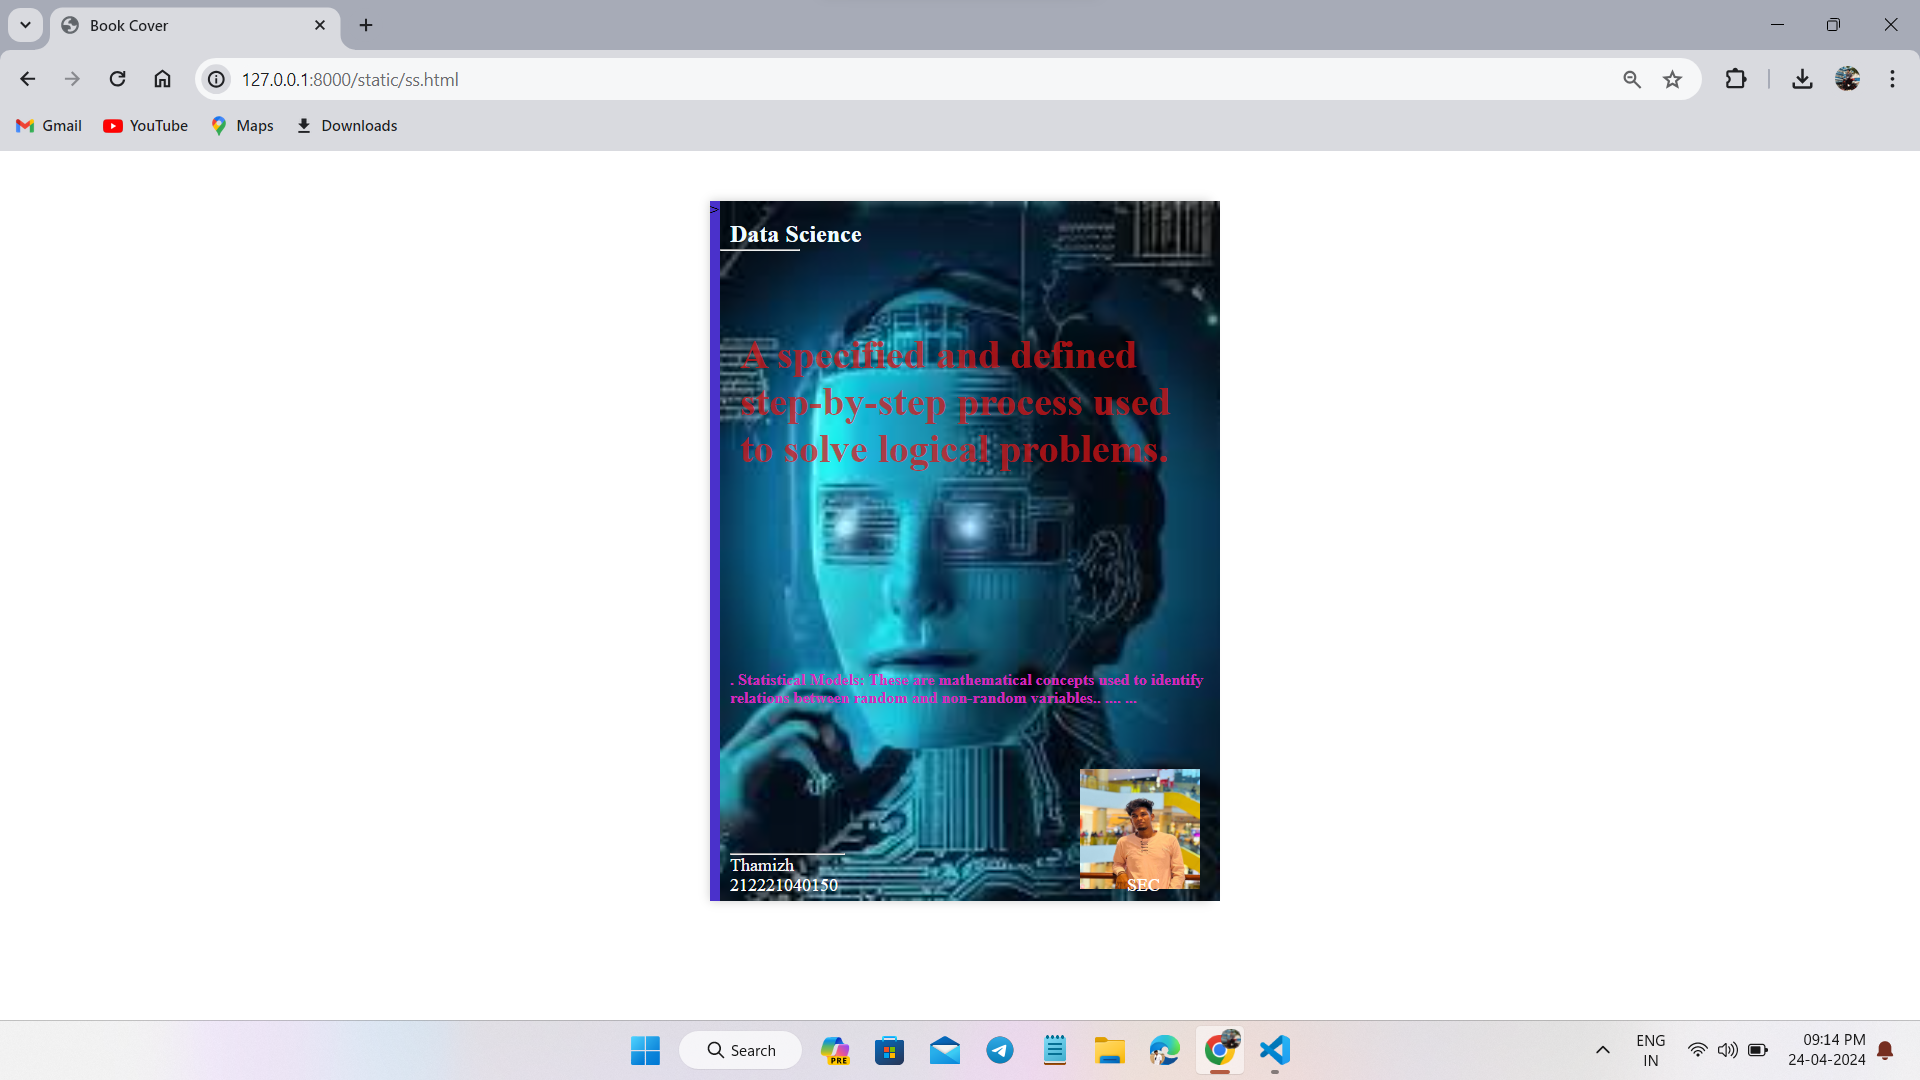 Book Cover
127.0.0.1:8000/static/ss.html
Gmail YouTube Maps Downloads
>
Data Science
A specified and defined
step-by-step process used
to solve logical problems.
. Statistical Models: These are mathematical concepts used to identify
relations between random and non-random variables.. .... ...
Thamizh
212221040150
SEC
Search
PRE
ENG
IN
09:14 PM
24-04-2024